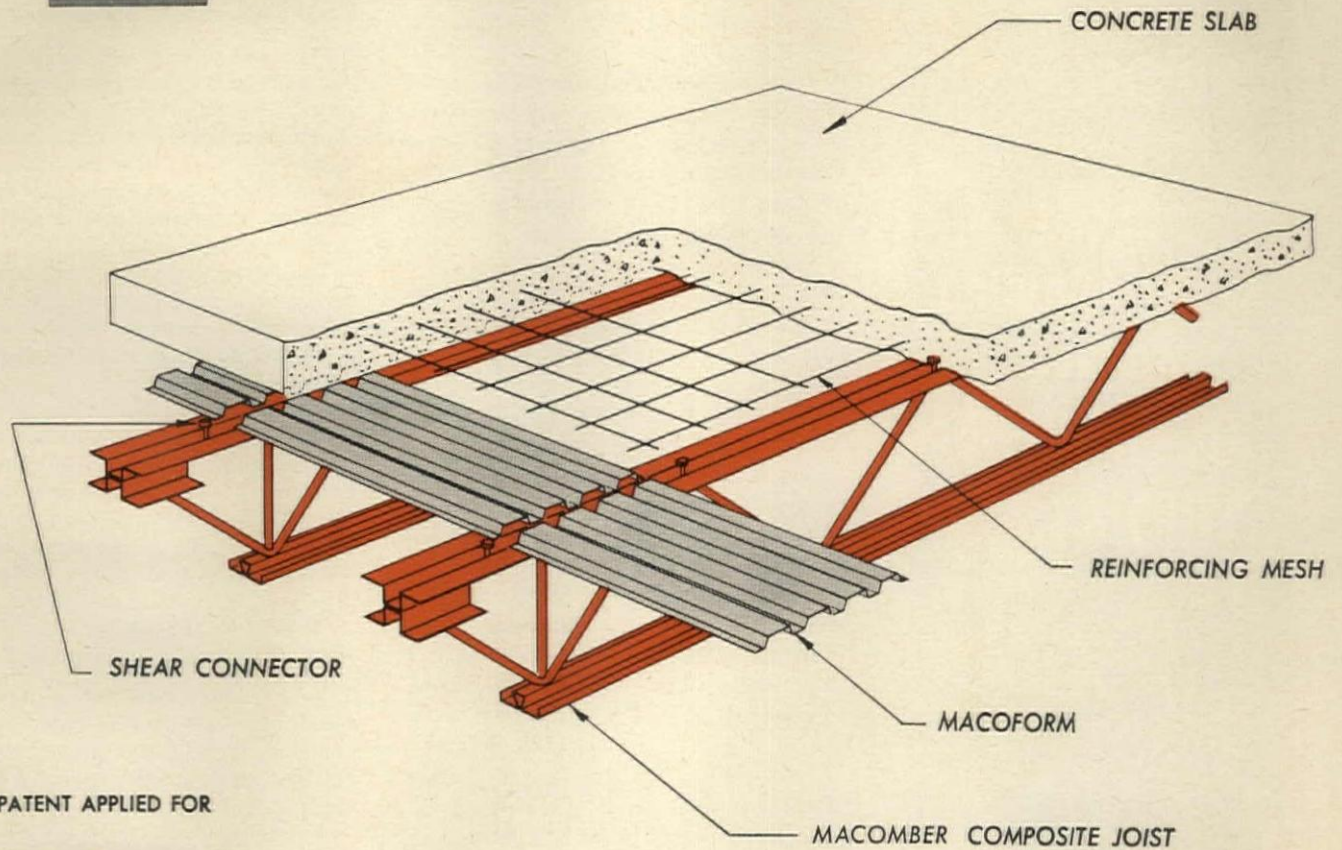 CONCRETE SLAB
REINFORCING MESH
SHEAR CONNECTOR
MACOFORM
PATENT APPLIED FOR
MACOMBER COMPOSITE JOIST